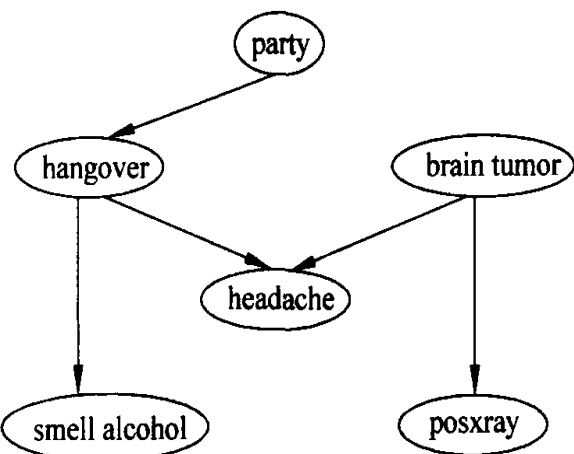 party
hangover
brain tumor
headache
smell alcohol
posxray